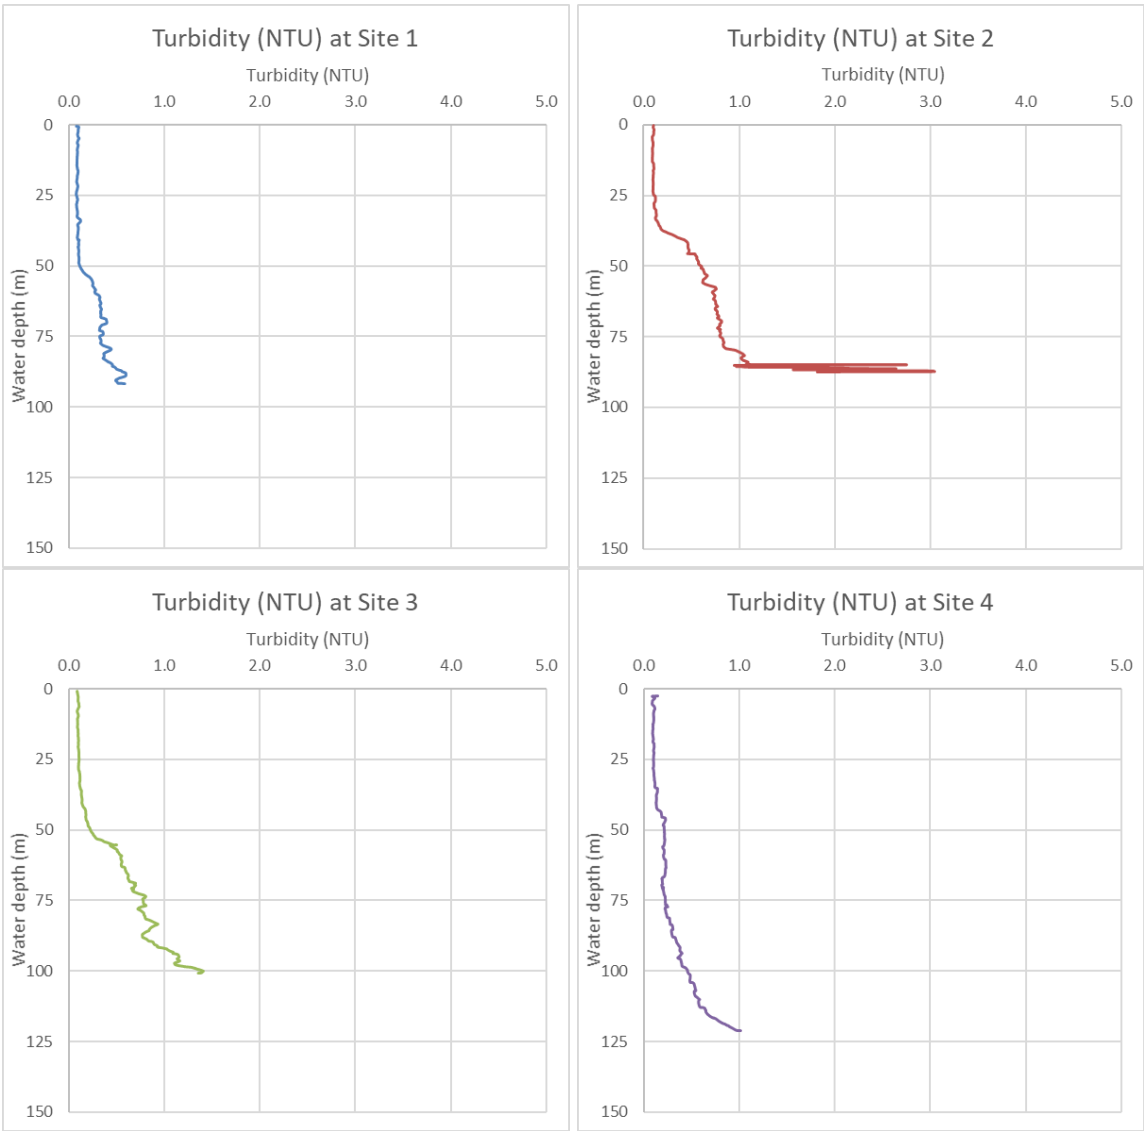 Turbidity (NTU) at Site 1
Turbidity (NTU)
0.0 1.0 2.0 3.0 4.0 5.0
0
25
50
75
100
125
150
Water depth (m)
Turbidity (NTU) at Site 2
Turbidity (NTU)
0.0 1.0 2.0 3.0 4.0 5.0
0
25
50
75
100
125
150
Water depth (m)
Turbidity (NTU) at Site 3
Turbidity (NTU)
0.0 1.0 2.0 3.0 4.0 5.0
0
25
50
75
100
125
150
Water depth (m)
Turbidity (NTU) at Site 4
Turbidity (NTU)
0.0 1.0 2.0 3.0 4.0 5.0
0
25
50
75
100
125
150
Water depth (m)